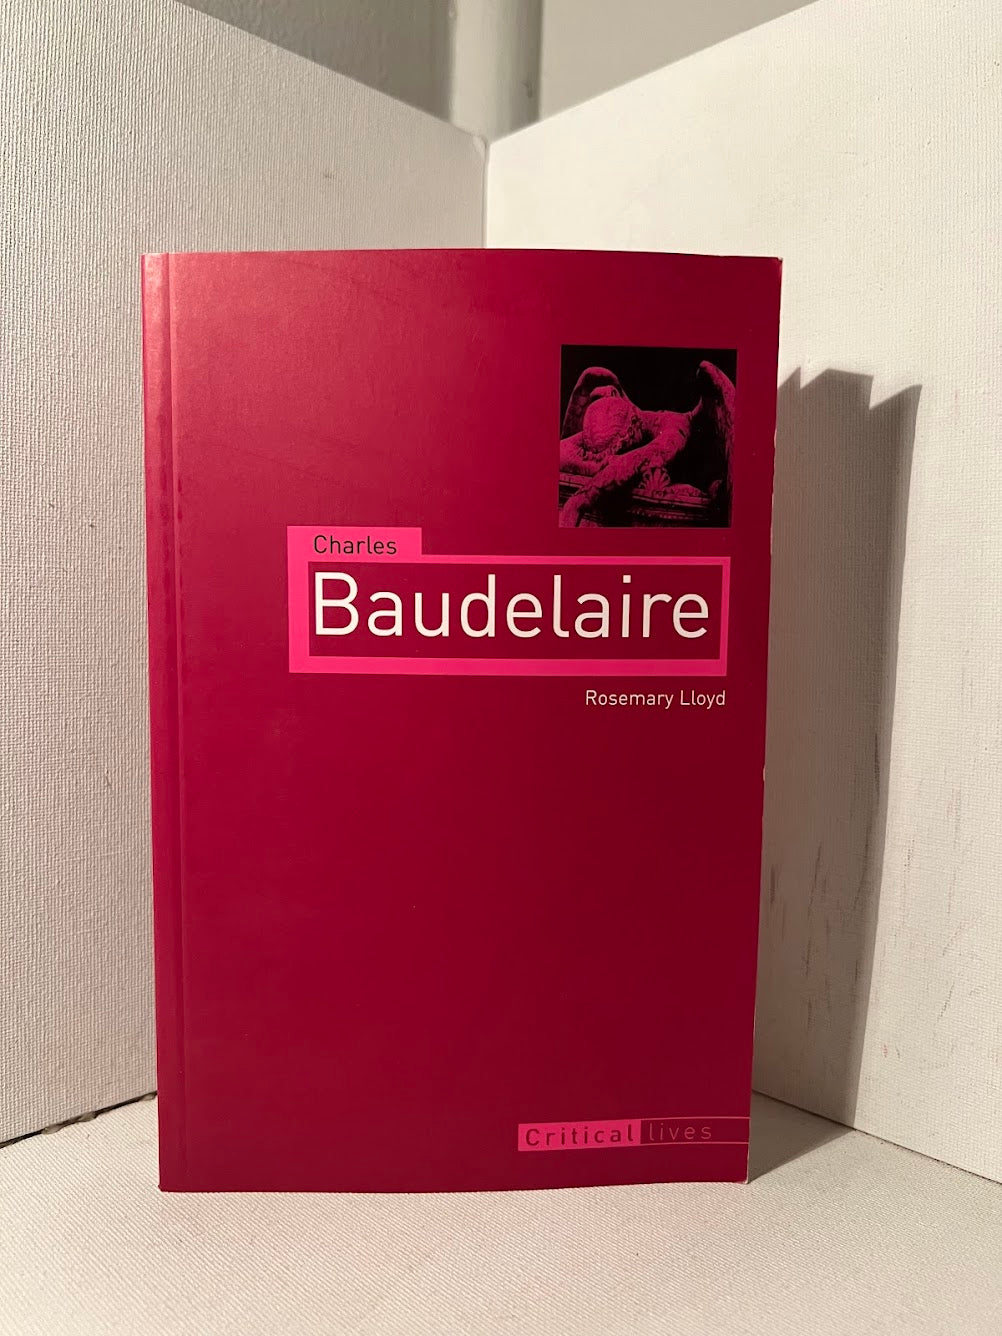 Charles
Baudelaire
Rosemary Lloyd
Critical lives